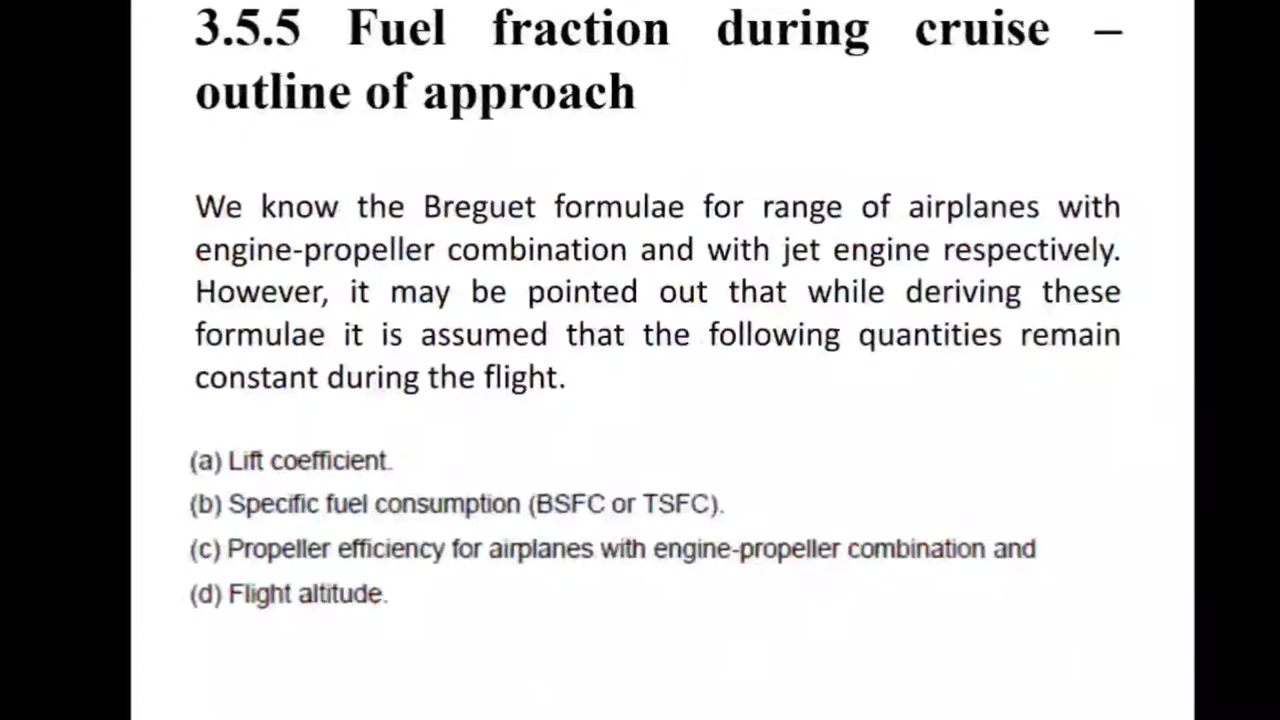 3.5.5 Fuel fraction during cruise –
outline of approach
We know the Breguet formulae for range of airplanes with
engine-propeller combination and with jet engine respectively.
However, it may be pointed out that while deriving these
formulae it is assumed that the following quantities remain
constant during the flight.
(a) Lift coefficient.
(b) Specific fuel consumption (BSFC or TSFC).
(c) Propeller efficiency for airplanes with engine-propeller combination and
(d) Flight altitude.